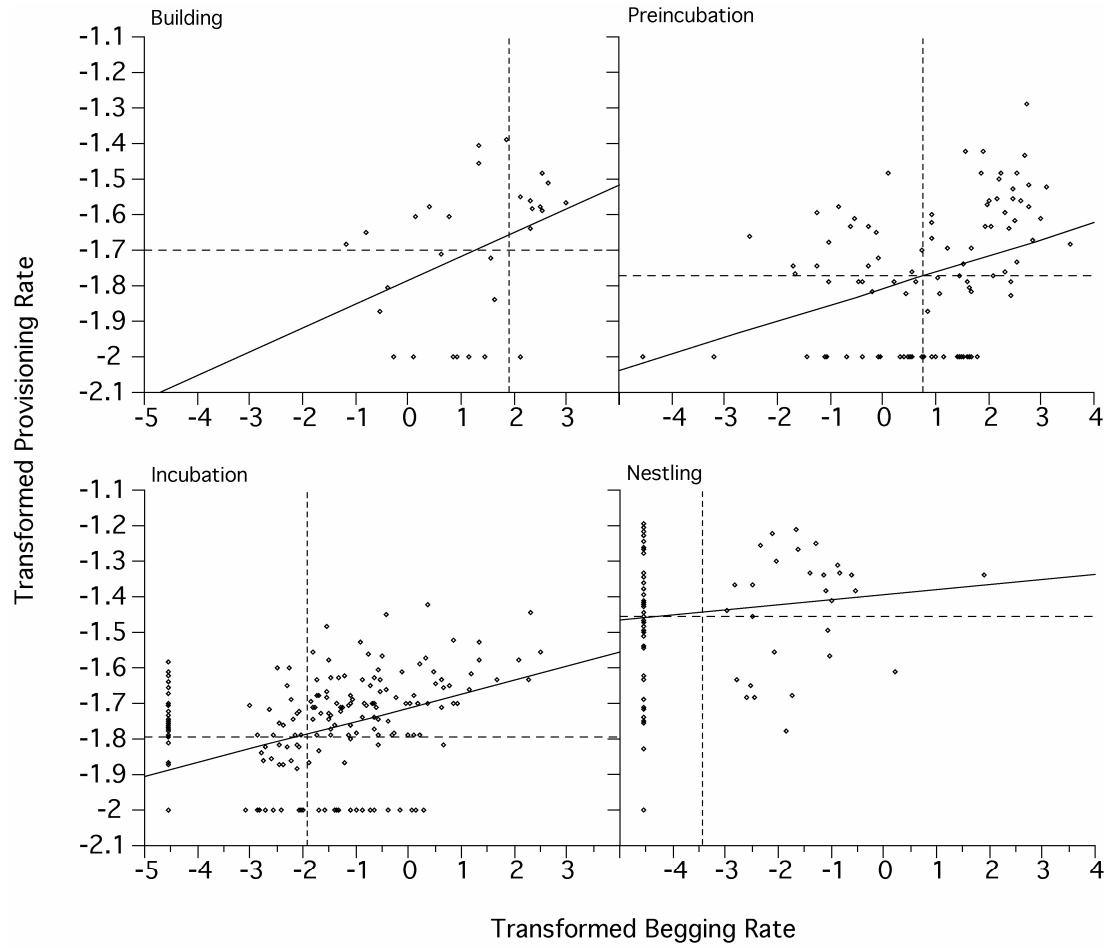 Building
Preincubation
-1.1
-1.2
-1.3
-1.4
-1.5
-1.6
-1.7
-1.8
-1.9
-2
-2.1
-5 -4 -3 -2 -1 0 1 2 3 -4 -3 -2 -1 0 1 2 3 4
Transformed Provisioning Rate
Incubation
Nestling
-1.1
-1.2
-1.3
-1.4
-1.5
-1.6
-1.7
-1.8
-1.9
-2
-2.1
-5 -4 -3 -2 -1 0 1 2 3 -4 -3 -2 -1 0 1 2 3 4
Transformed Begging Rate